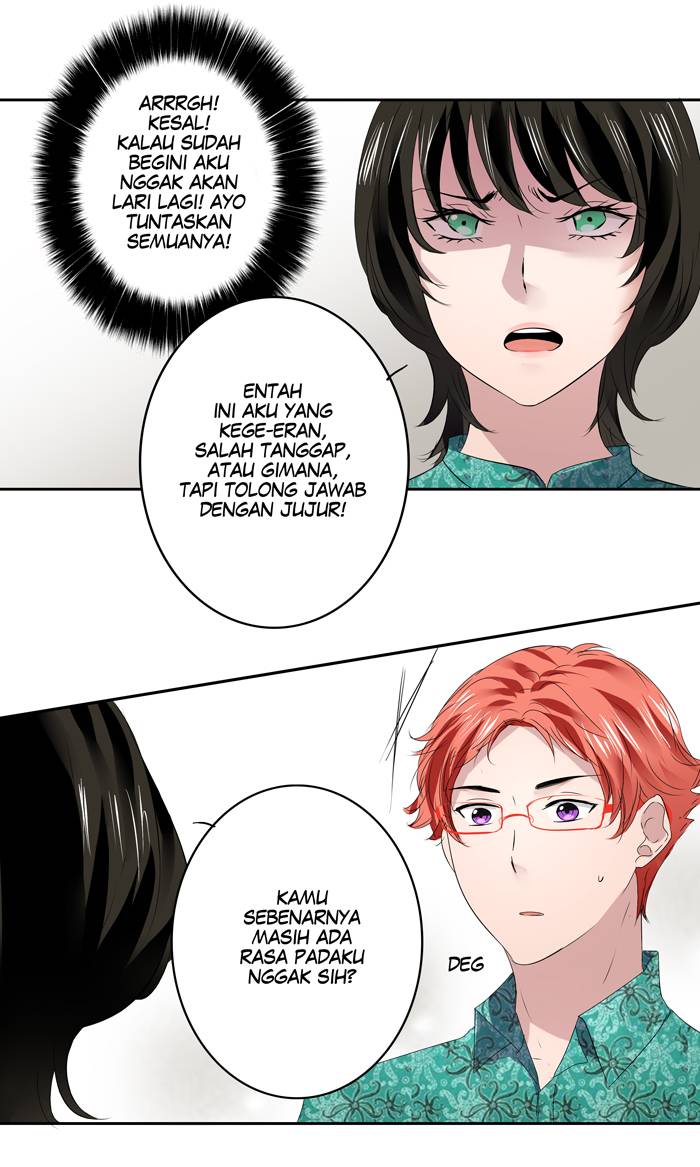 ARRRGH!
KESAL!
KALAU SUDAH
BEGINI AKU
NGGAK AKAN
LARI LAGI! AYO
TUNTASKAN
SEMUANYA!
ENTAH
INI AKU YANG
KEGE-ERAN,
SALAH TANGGAP,
ATAU GIMANA,
TAPI TOLONG JAWAB
DENGAN JUJUR!
KAMU
SEBENARNYA
MASIH ADA
RASA PADAKU
NGGAK SIH?
DEG